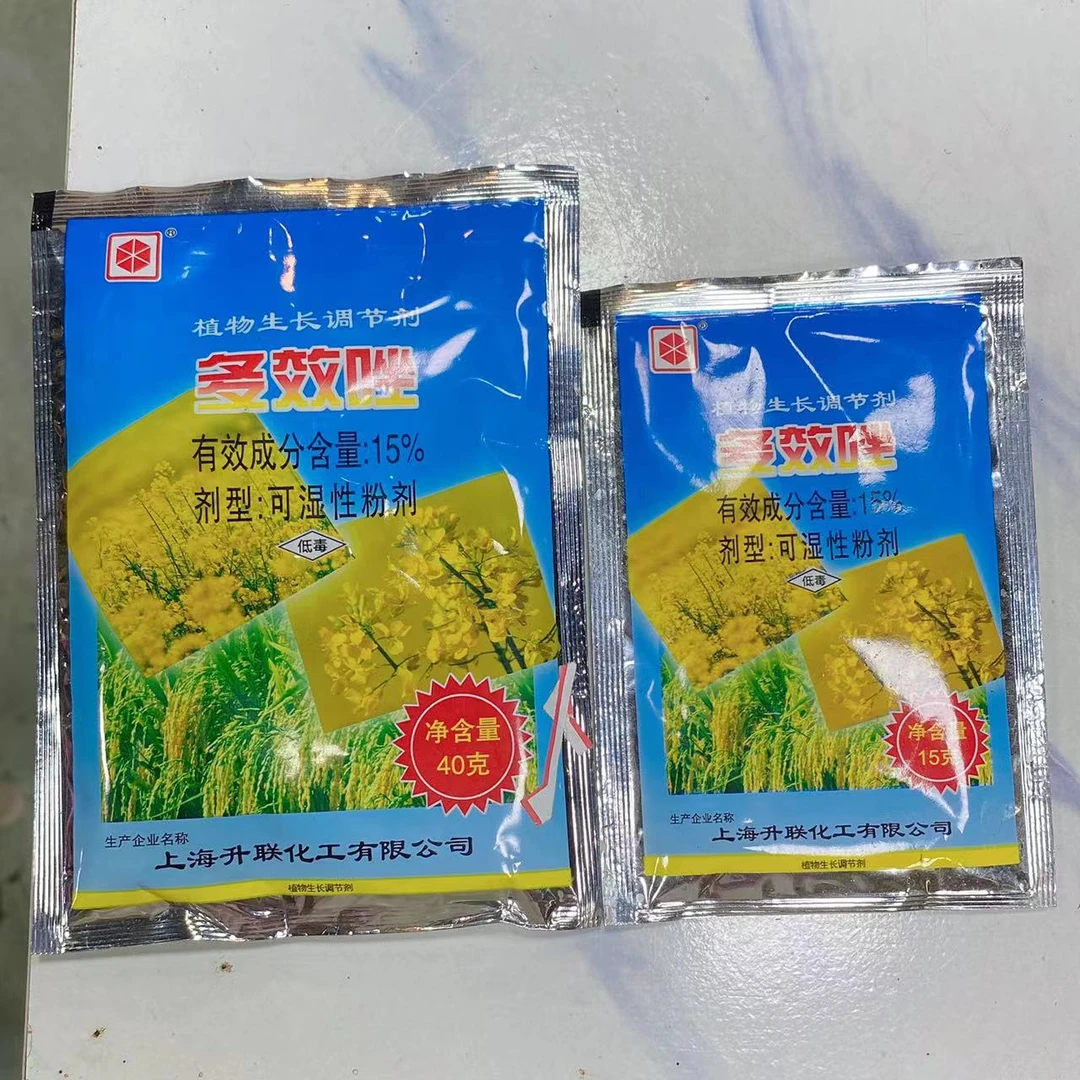 ®
植物生长调节剂
多效唑
有效成分含量:15%
剂型:可湿性粉剂
低毒
净含量
40克
生产企业名称
上海升联化工有限公司
植物生长调节剂
®
植物生长调节剂
多效唑
有效成分含量:15%
剂型:可湿性粉剂
低毒
净含量
15克
生产企业名称
上海升联化工有限公司
植物生长调节剂